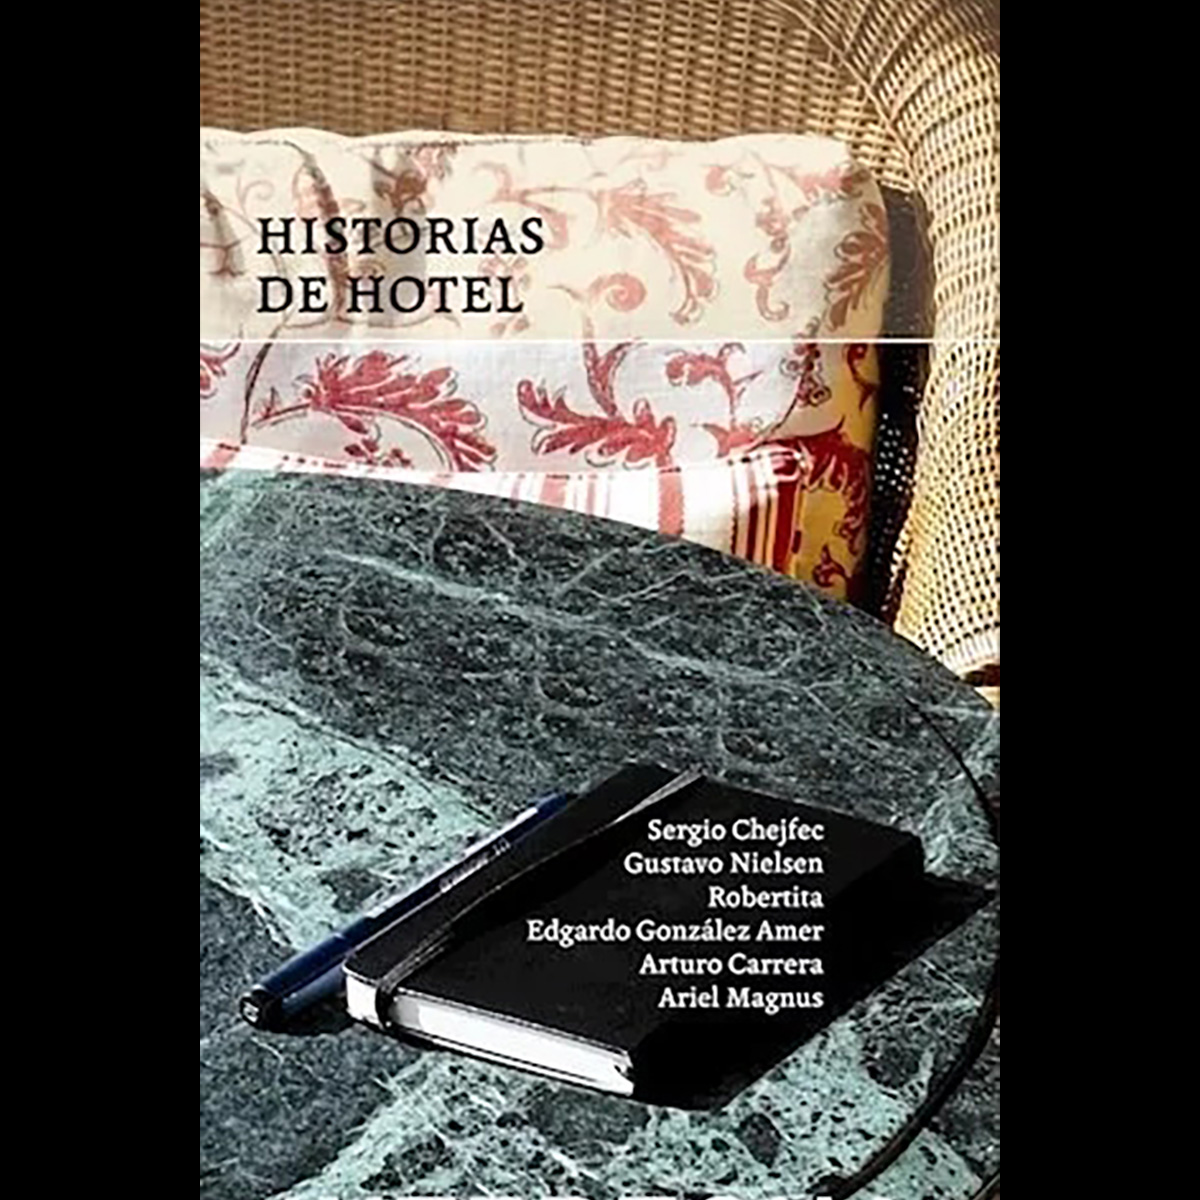 HISTORIAS
DE HOTEL
Sergio Chejfec
Gustavo Nielsen
Robertita
Edgardo González Amer
Arturo Carrera
Ariel Magnus